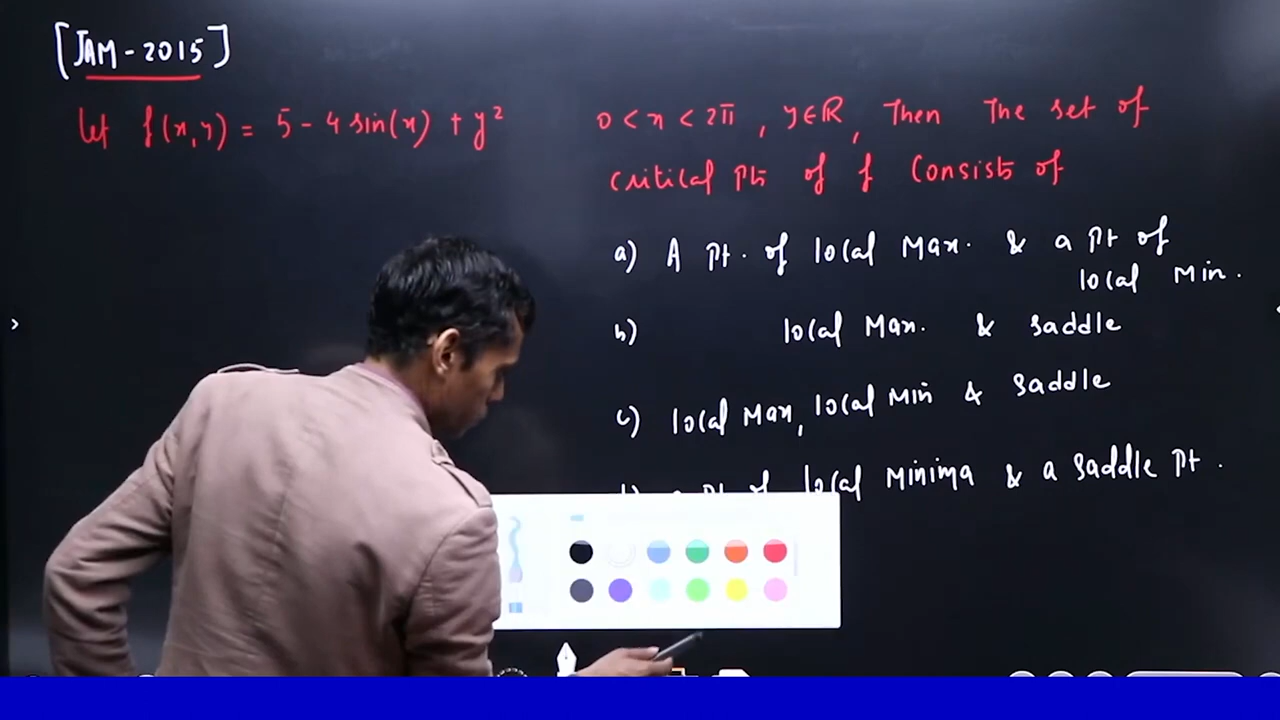 [JAM-2015]
let f(x,y) = 5 - 4 sin(x) + y² 0<x<2π, y∈ℝ, Then The set of
critical Pts of f consists of
a) A Pt. of local Max. & a Pt of
local Min.
b) local Max. & saddle
c) local Max, local Min & saddle
a pt of local Minima & a saddle Pt.